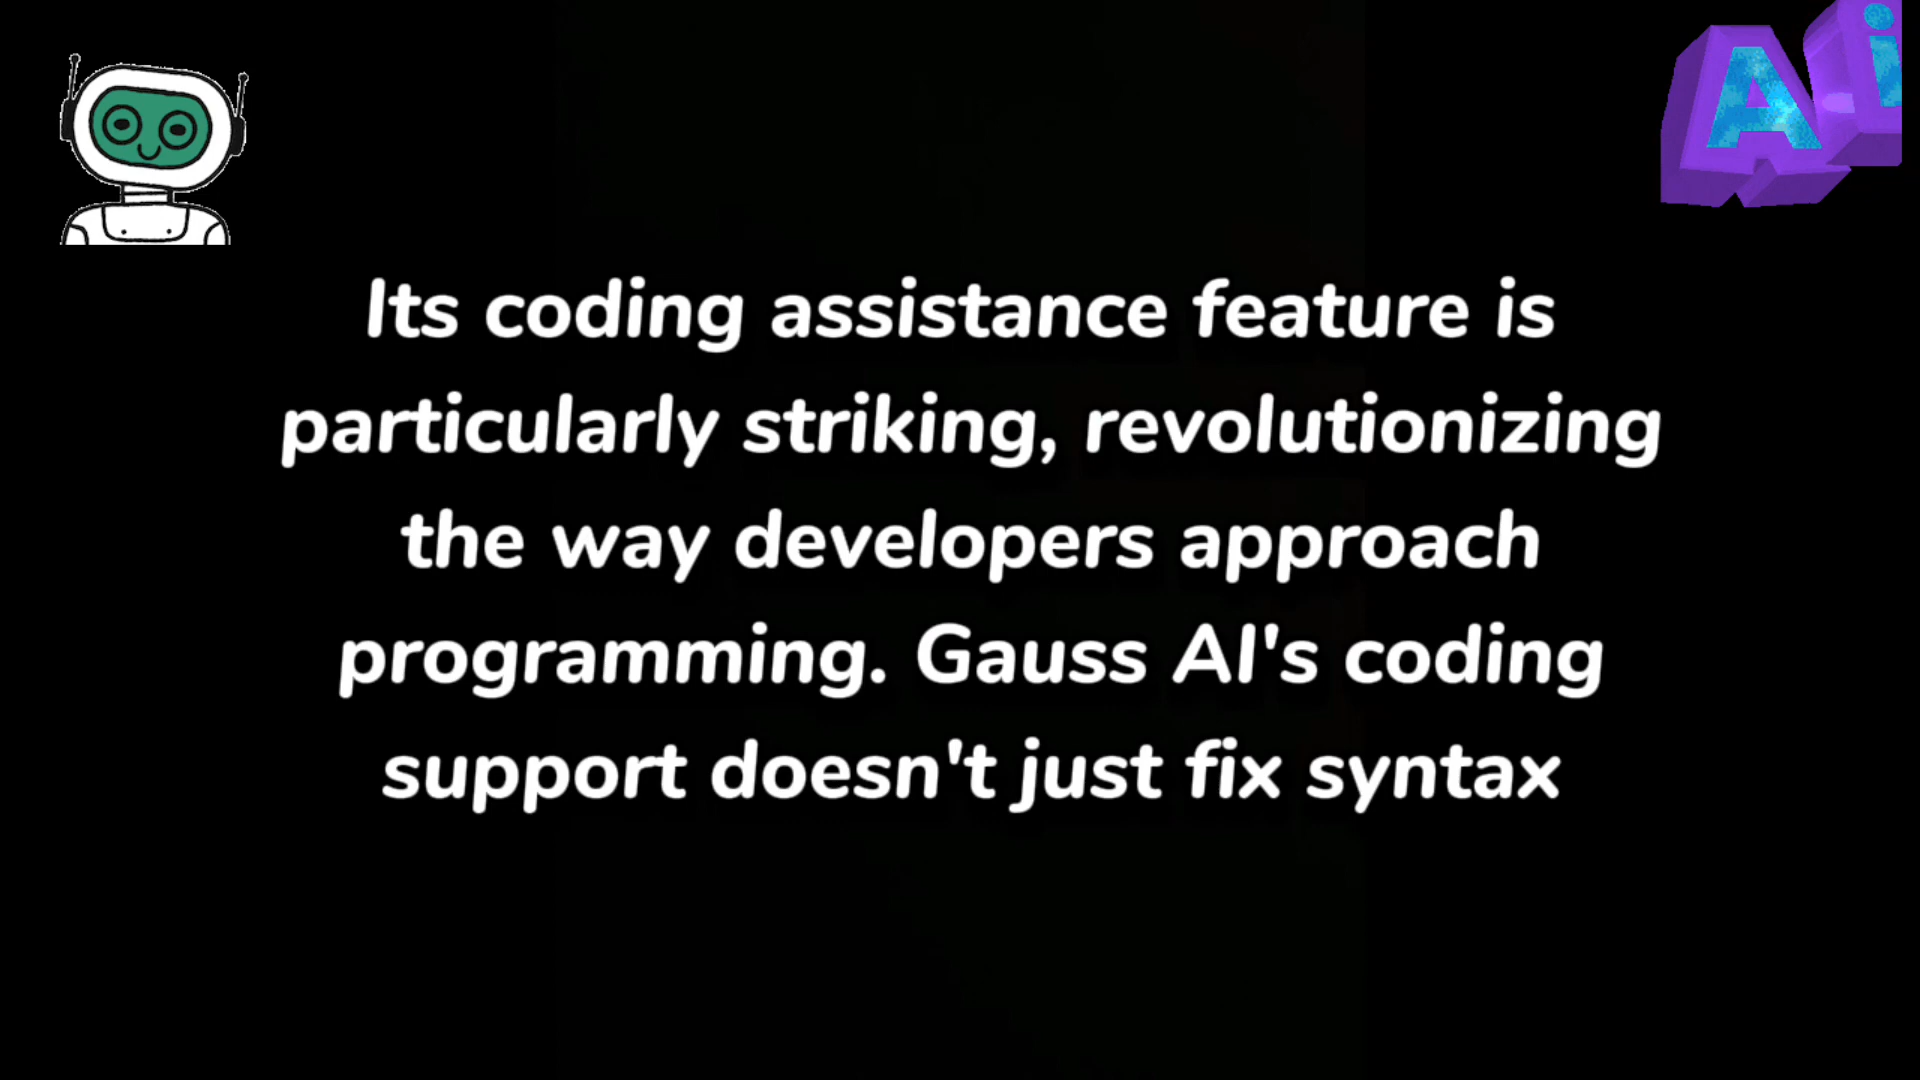 Ai
Its coding assistance feature is
particularly striking, revolutionizing
the way developers approach
programming. Gauss AI's coding
support doesn't just fix syntax